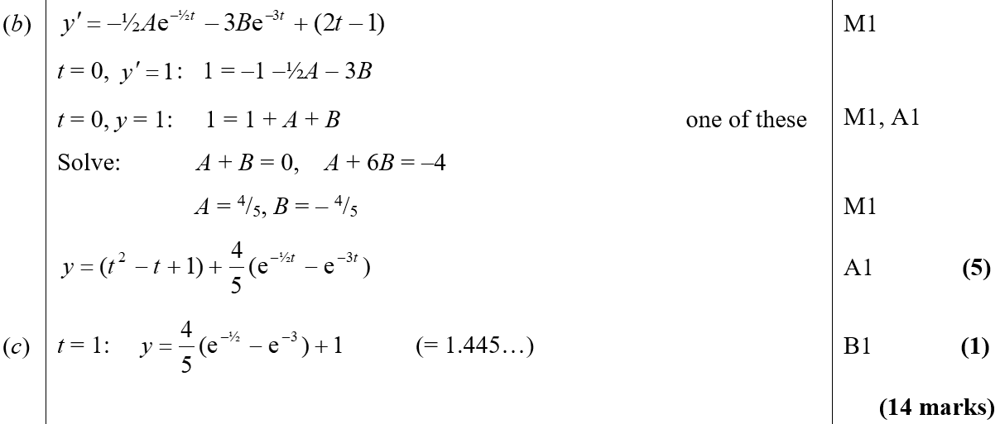 (b) y′ = –½Ae^{–½t} – 3Be^{–3t} + (2t – 1) M1
t = 0, y′ = 1: 1 = –1 –½A – 3B
t = 0, y = 1: 1 = 1 + A + B one of these M1, A1
Solve: A + B = 0, A + 6B = –4
A = 4/5, B = – 4/5 M1
y = (t² – t + 1) + \frac{4}{5}(e^{–½t} – e^{–3t}) A1 (5)
(c) t = 1: y = \frac{4}{5}(e^{–½} – e^{–3}) + 1 (= 1.445…) B1 (1)
(14 marks)